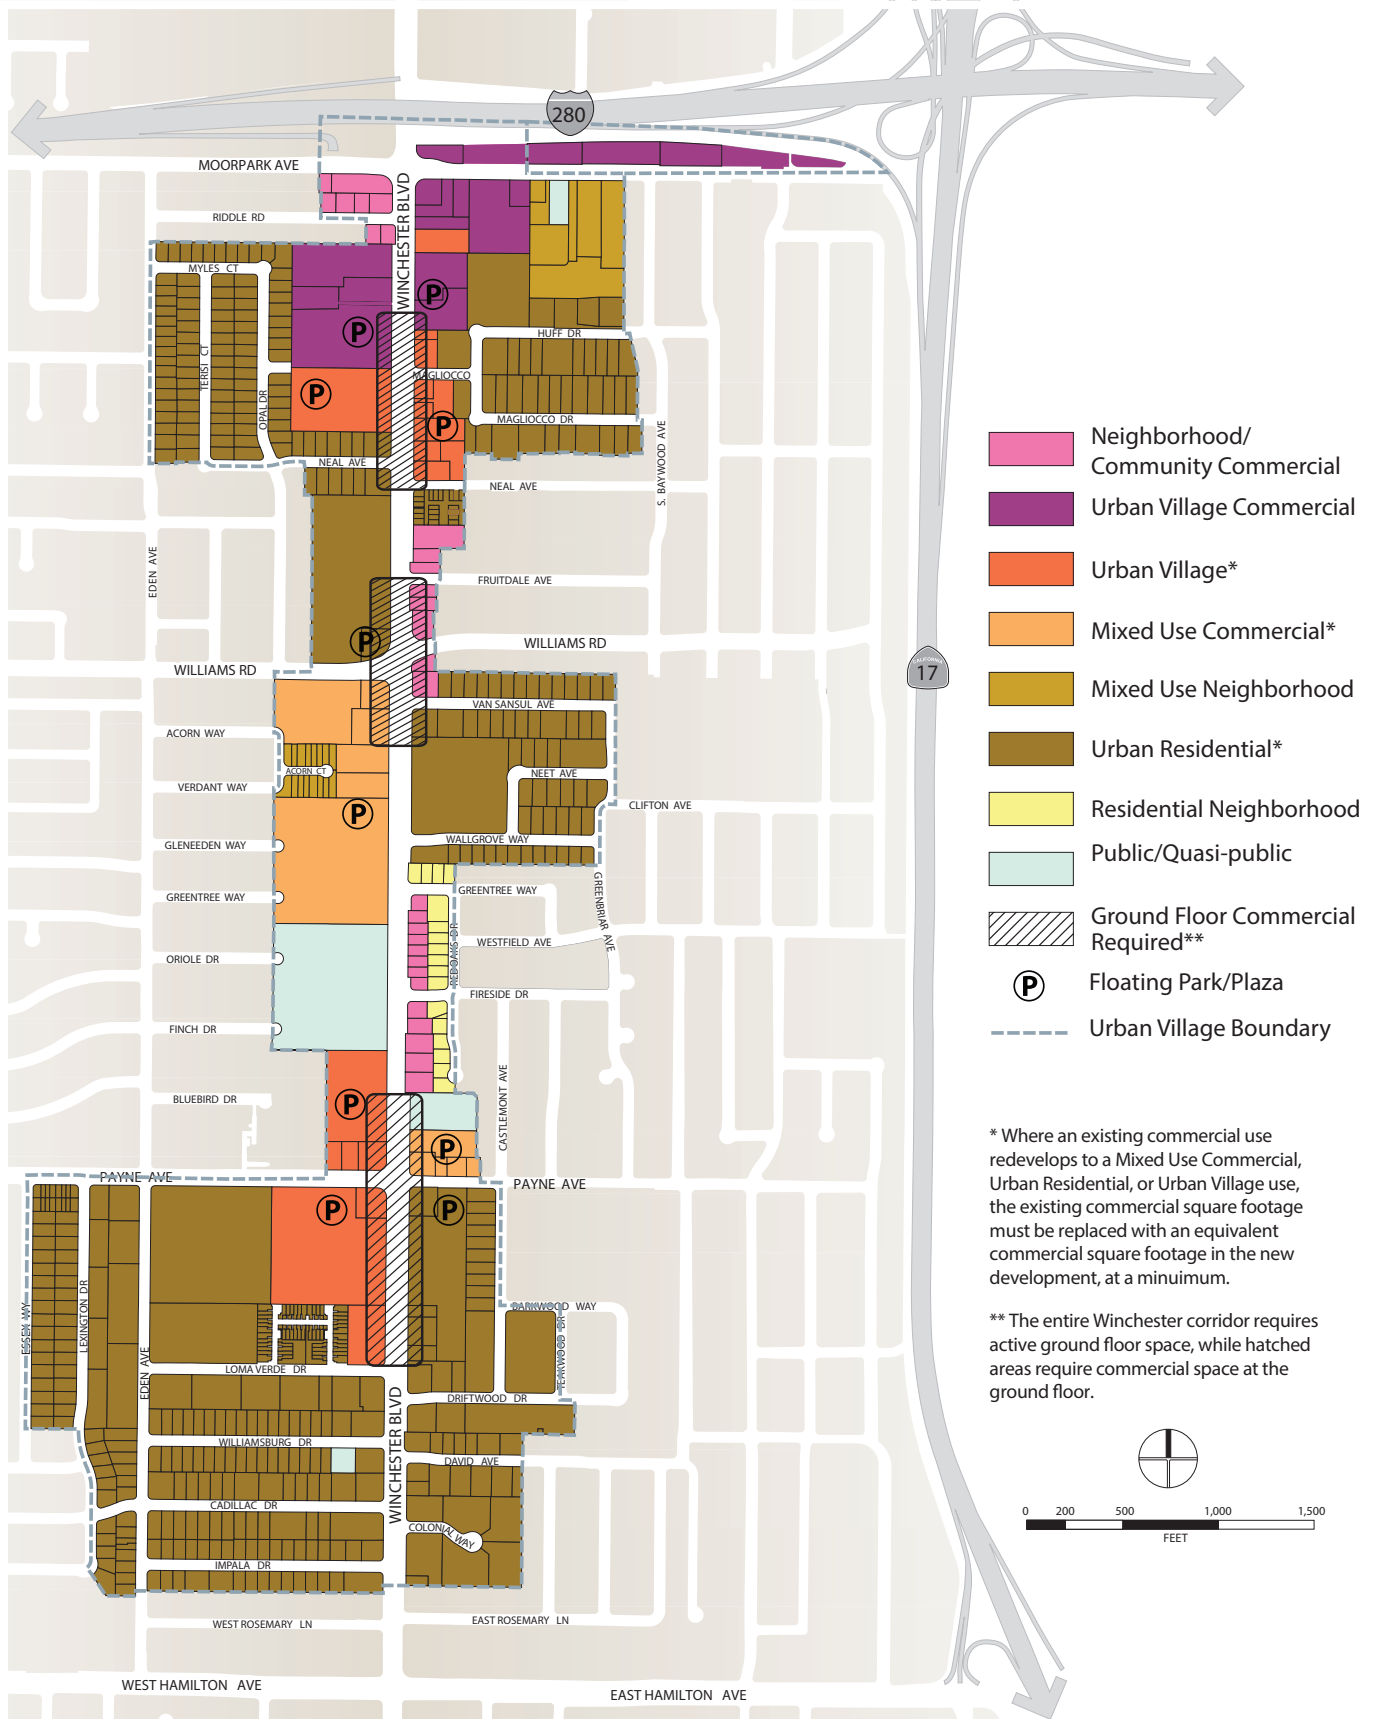 280
MOORPARK AVE
WINCHESTER BLVD
RIDDLE RD
MYLES CT
P
P
HUFF DR
TERISI CT
MAGLIOCCO
P
OPAL DR
MAGLIOCCO DR
P
S. BAYWOOD AVE
NEAL AVE
NEAL AVE
EDEN AVE
FRUITDALE AVE
P
WILLIAMS RD
WILLIAMS RD
CALIFORNIA
17
VAN SANSUL AVE
ACORN WAY
ACORN CT
NEET AVE
VERDANT WAY
CLIFTON AVE
P
WALLGROVE WAY
GLENEEDEN WAY
GREENTREE WAY
GREENTREE WAY
GREENBRIAR AVE
REDOAKS DR
WESTFIELD AVE
ORIOLE DR
FIRESIDE DR
FINCH DR
CASTLEMONT AVE
BLUEBIRD DR
P
P
PAYNE AVE
PAYNE AVE
P
P
ESSEX WY
LEXINGTON DR
EDEN AVE
BARKWOOD WAY
TEAKWOOD DR
LOMA VERDE DR
DRIFTWOOD DR
WINCHESTER BLVD
WILLIAMSBURG DR
DAVID AVE
CADILLAC DR
COLONIAL WAY
IMPALA DR
WEST ROSEMARY LN
EAST ROSEMARY LN
WEST HAMILTON AVE
EAST HAMILTON AVE
Neighborhood/
Community Commercial
Urban Village Commercial
Urban Village*
Mixed Use Commercial*
Mixed Use Neighborhood
Urban Residential*
Residential Neighborhood
Public/Quasi-public
Ground Floor Commercial
Required**
P Floating Park/Plaza
Urban Village Boundary
* Where an existing commercial use
redevelops to a Mixed Use Commercial,
Urban Residential, or Urban Village use,
the existing commercial square footage
must be replaced with an equivalent
commercial square footage in the new
development, at a minuimum.
** The entire Winchester corridor requires
active ground floor space, while hatched
areas require commercial space at the
ground floor.
0 200 500 1,000 1,500
FEET